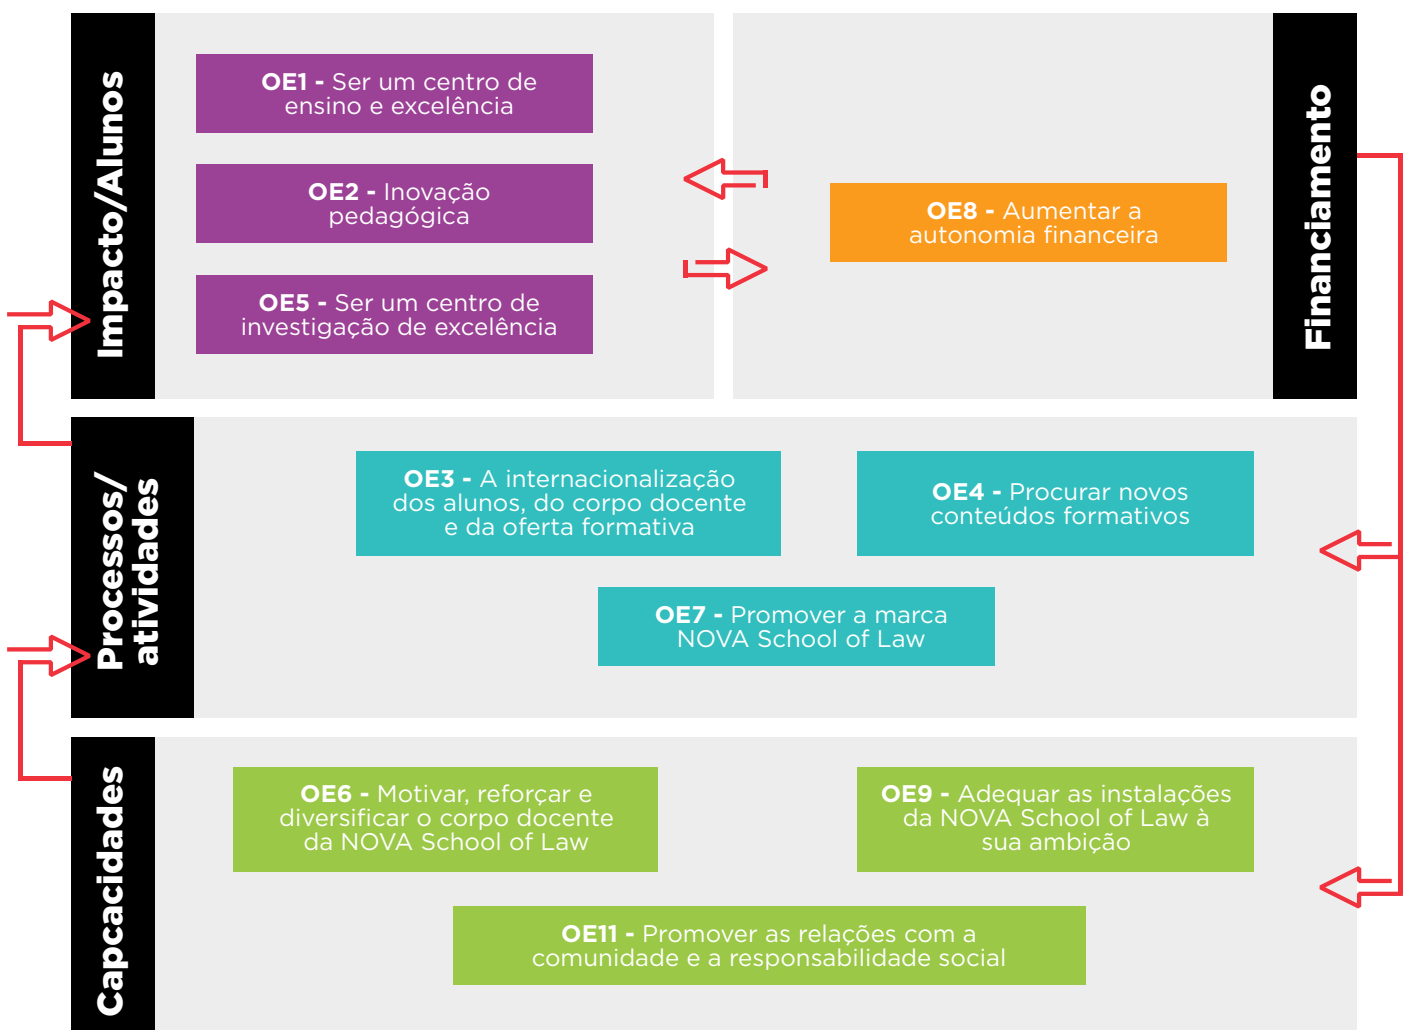 Impacto/Alunos
OE1 - Ser um centro de
ensino e excelência
OE2 - Inovação
pedagógica
OE5 - Ser um centro de
investigação de excelência
OE8 - Aumentar a
autonomia financeira
Financiamento
Processos/
atividades
OE3 - A internacionalização
dos alunos, do corpo docente
e da oferta formativa
OE4 - Procurar novos
conteúdos formativos
OE7 - Promover a marca
NOVA School of Law
Capcacidades
OE6 - Motivar, reforçar e
diversificar o corpo docente
da NOVA School of Law
OE9 - Adequar as instalações
da NOVA School of Law à
sua ambição
OE11 - Promover as relações com a
comunidade e a responsabilidade social